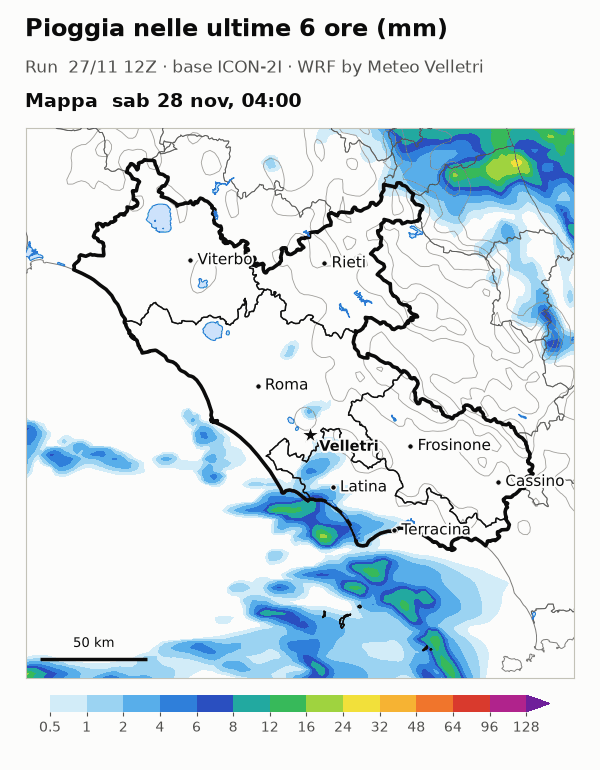 Pioggia nelle ultime 6 ore (mm)
Run  27/11 12Z · base ICON-2I · WRF by Meteo Velletri
Mappa  sab 28 nov, 04:00
Viterbo
Rieti
Roma
Velletri
Frosinone
Latina
Cassino
Terracina
50 km
0.5 1 2 4 6 8 12 16 24 32 48 64 96 128